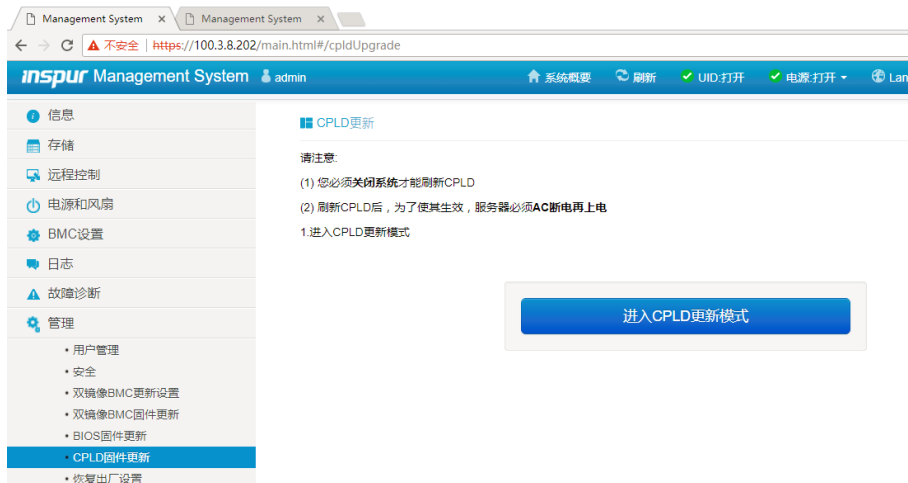 Management System × Management System ×
不安全 | https://100.3.8.202/main.html#/cpldUpgrade
inspur Management System admin 系统概要 刷新 UID:打开 电源:打开 Lan
信息
存储
远程控制
电源和风扇
BMC设置
日志
故障诊断
管理
• 用户管理
• 安全
• 双镜像BMC更新设置
• 双镜像BMC固件更新
• BIOS固件更新
• CPLD固件更新
• 恢复出厂设置
CPLD更新
请注意:
(1) 您必须关闭系统才能刷新CPLD
(2) 刷新CPLD后，为了使其生效，服务器必须AC断电再上电
1.进入CPLD更新模式
进入CPLD更新模式